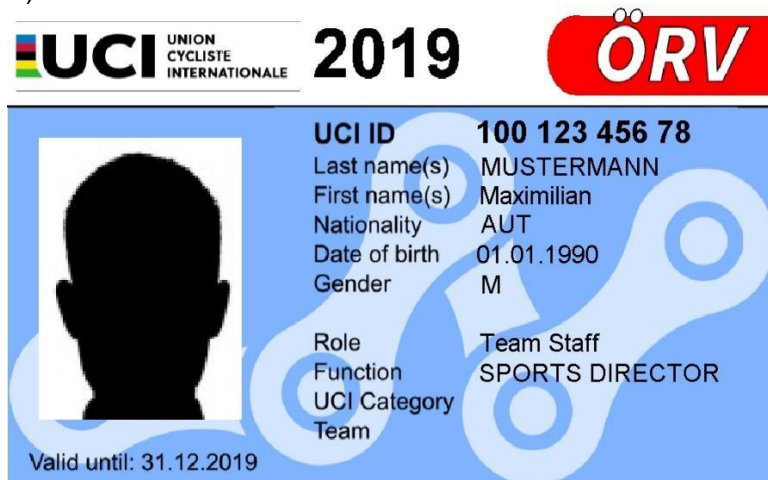 UCI UNION CYCLISTE INTERNATIONALE 2019 ÖRV
UCI ID 100 123 456 78
Last name(s) MUSTERMANN
First name(s) Maximilian
Nationality AUT
Date of birth 01.01.1990
Gender M
Role Team Staff
Function SPORTS DIRECTOR
UCI Category
Team
Valid until: 31.12.2019